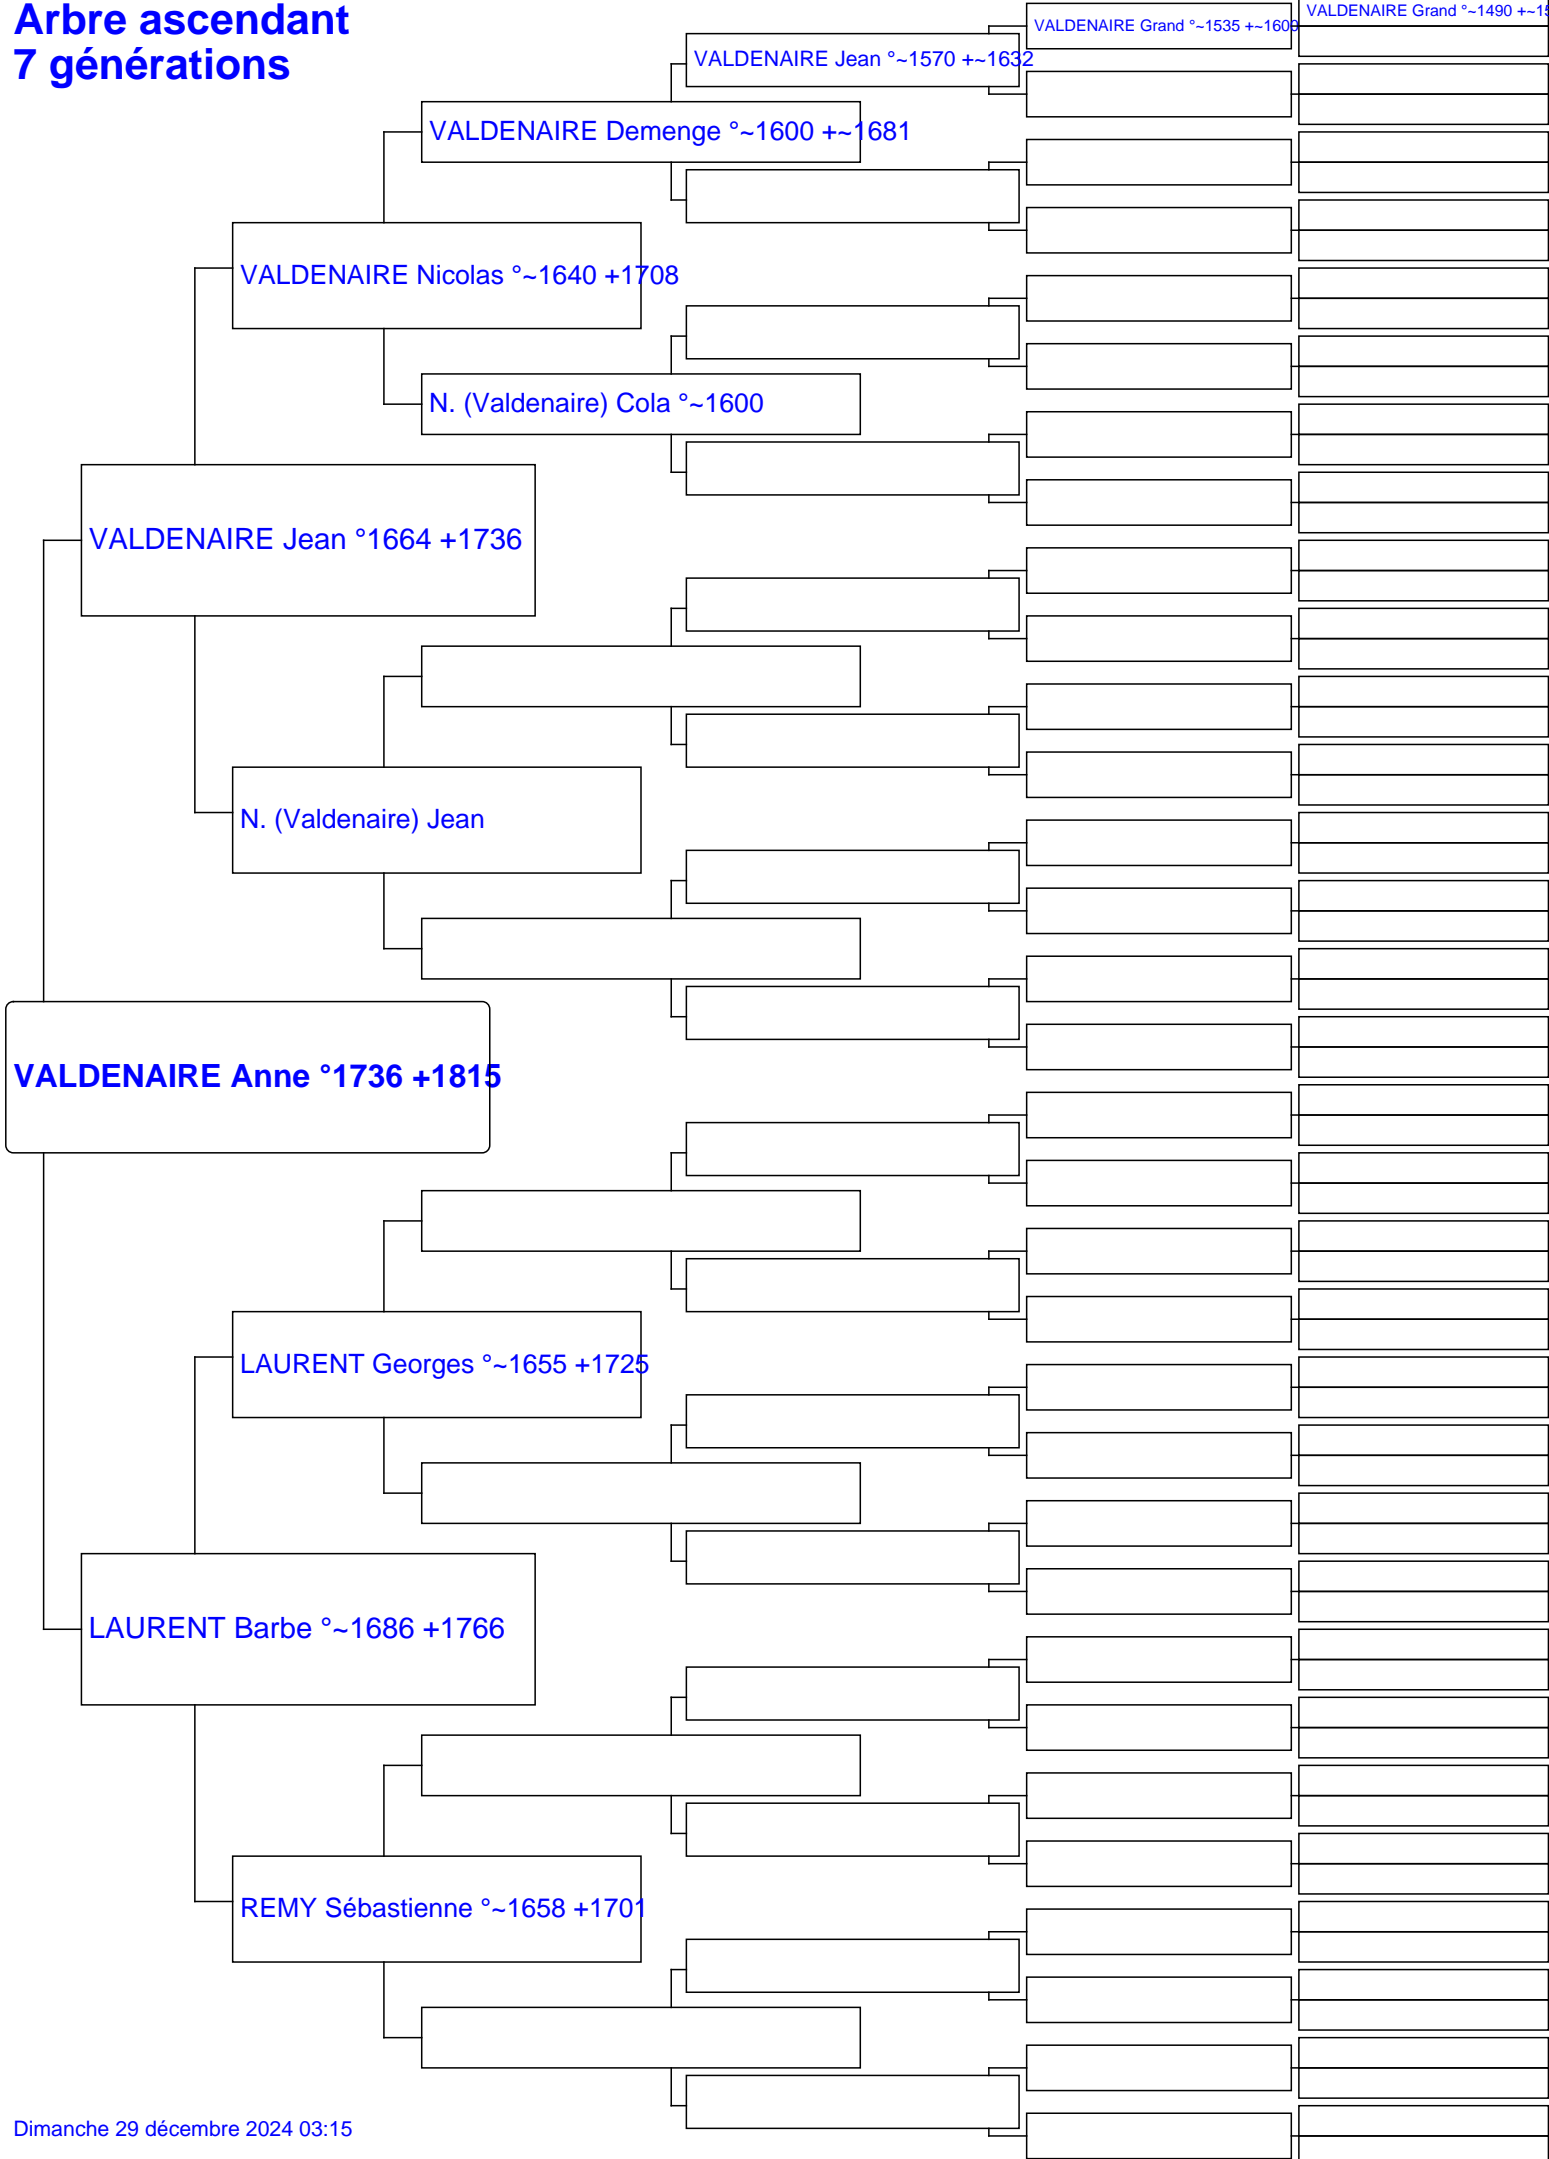 Arbre ascendant
7 générations
VALDENAIRE Grand °~1490 +~15
VALDENAIRE Grand °~1535 +~1600
VALDENAIRE Jean °~1570 +~1632
VALDENAIRE Demenge °~1600 +~1681
VALDENAIRE Nicolas °~1640 +1708
N. (Valdenaire) Cola °~1600
VALDENAIRE Jean °1664 +1736
N. (Valdenaire) Jean
VALDENAIRE Anne °1736 +1815
LAURENT Georges °~1655 +1725
LAURENT Barbe °~1686 +1766
REMY Sébastienne °~1658 +1701
Dimanche 29 décembre 2024 03:15